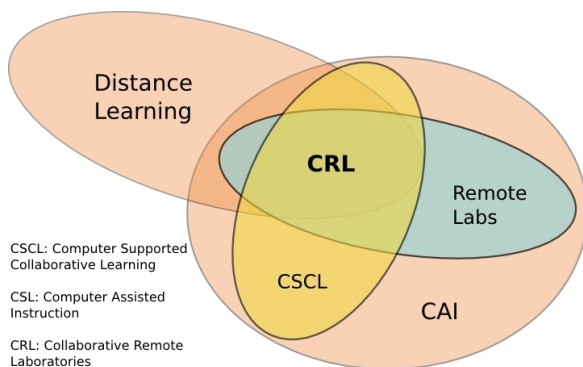 Distance
Learning
CRL
Remote
Labs
CSCL
CAI
CSCL: Computer Supported
Collaborative Learning
CSL: Computer Assisted
Instruction
CRL: Collaborative Remote
Laboratories